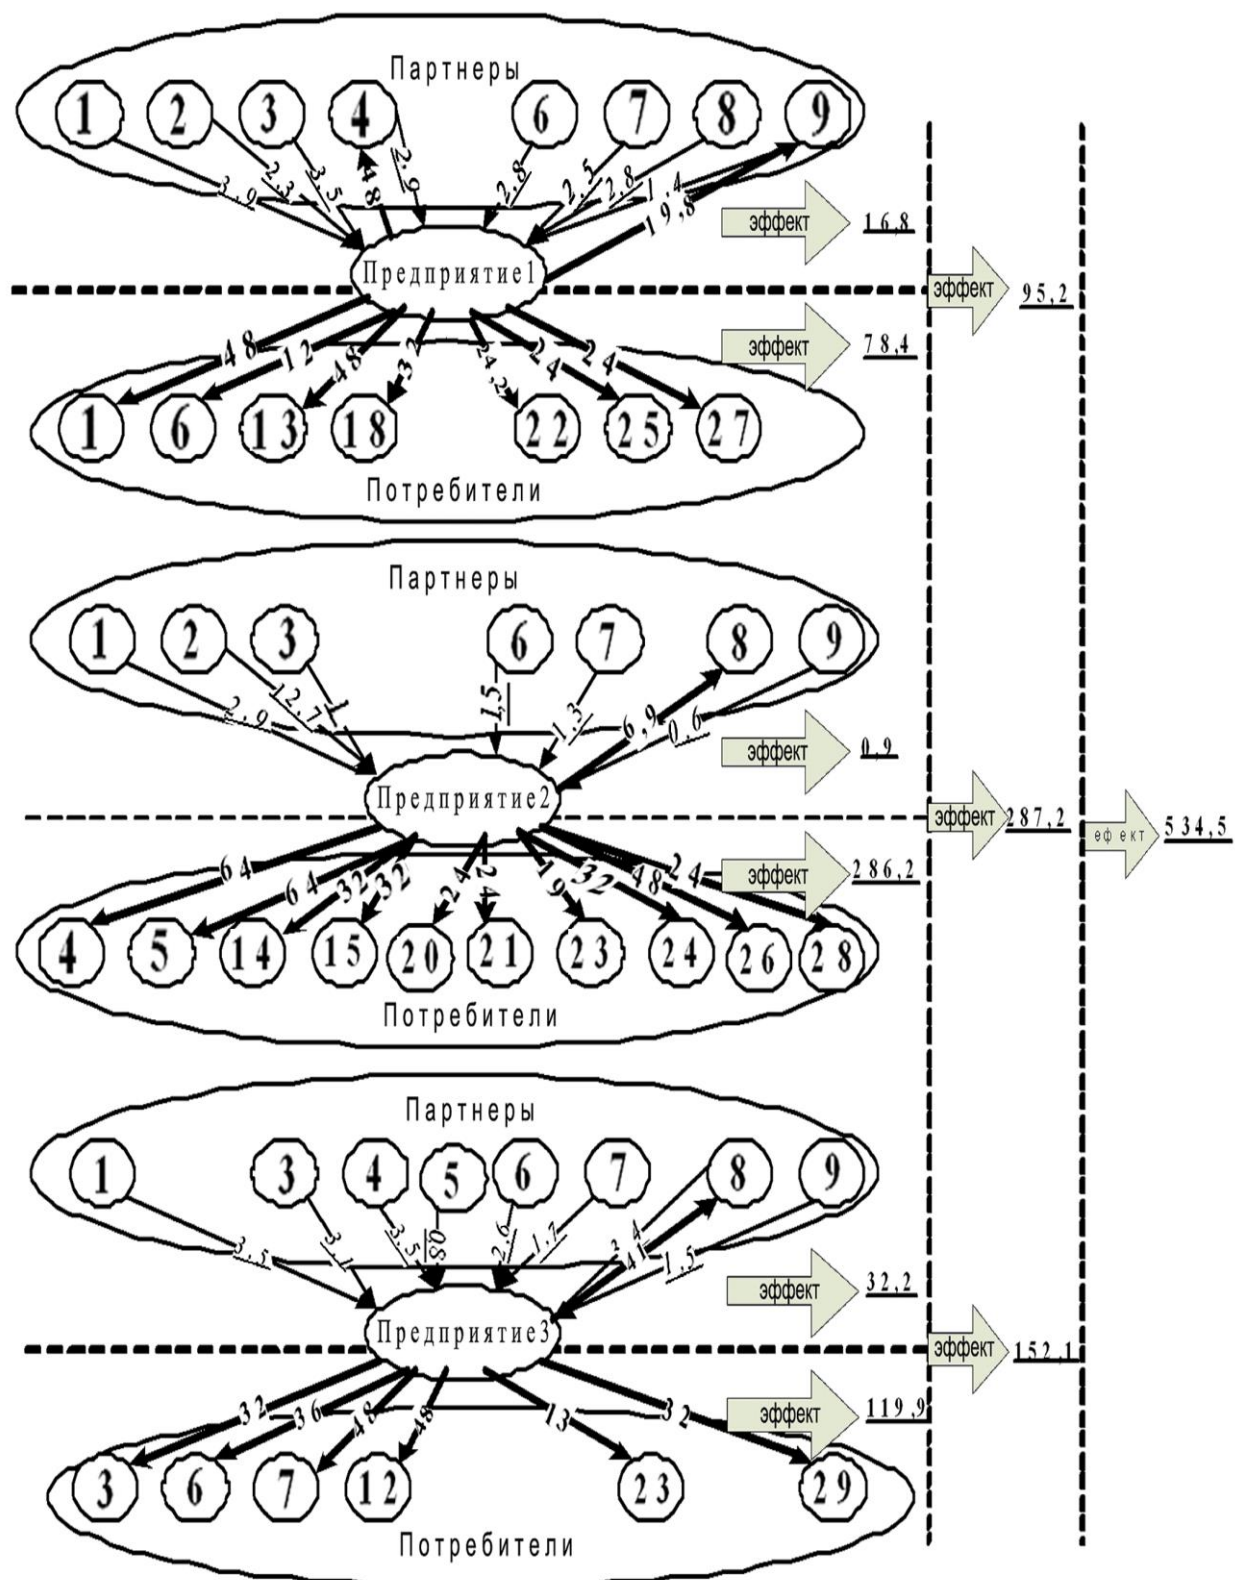 Партнеры
1 2 3 4 6 7 8 9
3,9 2,3 3,5 48 2,9 2,8 2,5 2,8 1,4
19,8
эффект 16,8
Предприятие1
эффект 95,2
эффект 78,4
48 12 48 32 24,2 24 24
1 6 13 18 22 25 27
Потребители
Партнеры
1 2 3 6 7 8 9
2,9 12,7 1 1,5 1,3 6,9 0,6
эффект 0,9
Предприятие2
эффект 287,2
ефект 534,5
эффект 286,2
64 64 32 32 24 24 19 32 48 24
4 5 14 15 20 21 23 24 26 28
Потребители
Партнеры
1 3 4 5 6 7 8 9
3,5 3,1 3,5 0,8 2,6 1,7 41 1,5
эффект 32,2
Предприятие3
эффект 152,1
эффект 119,9
32 36 48 48 13 32
3 6 7 12 23 29
Потребители